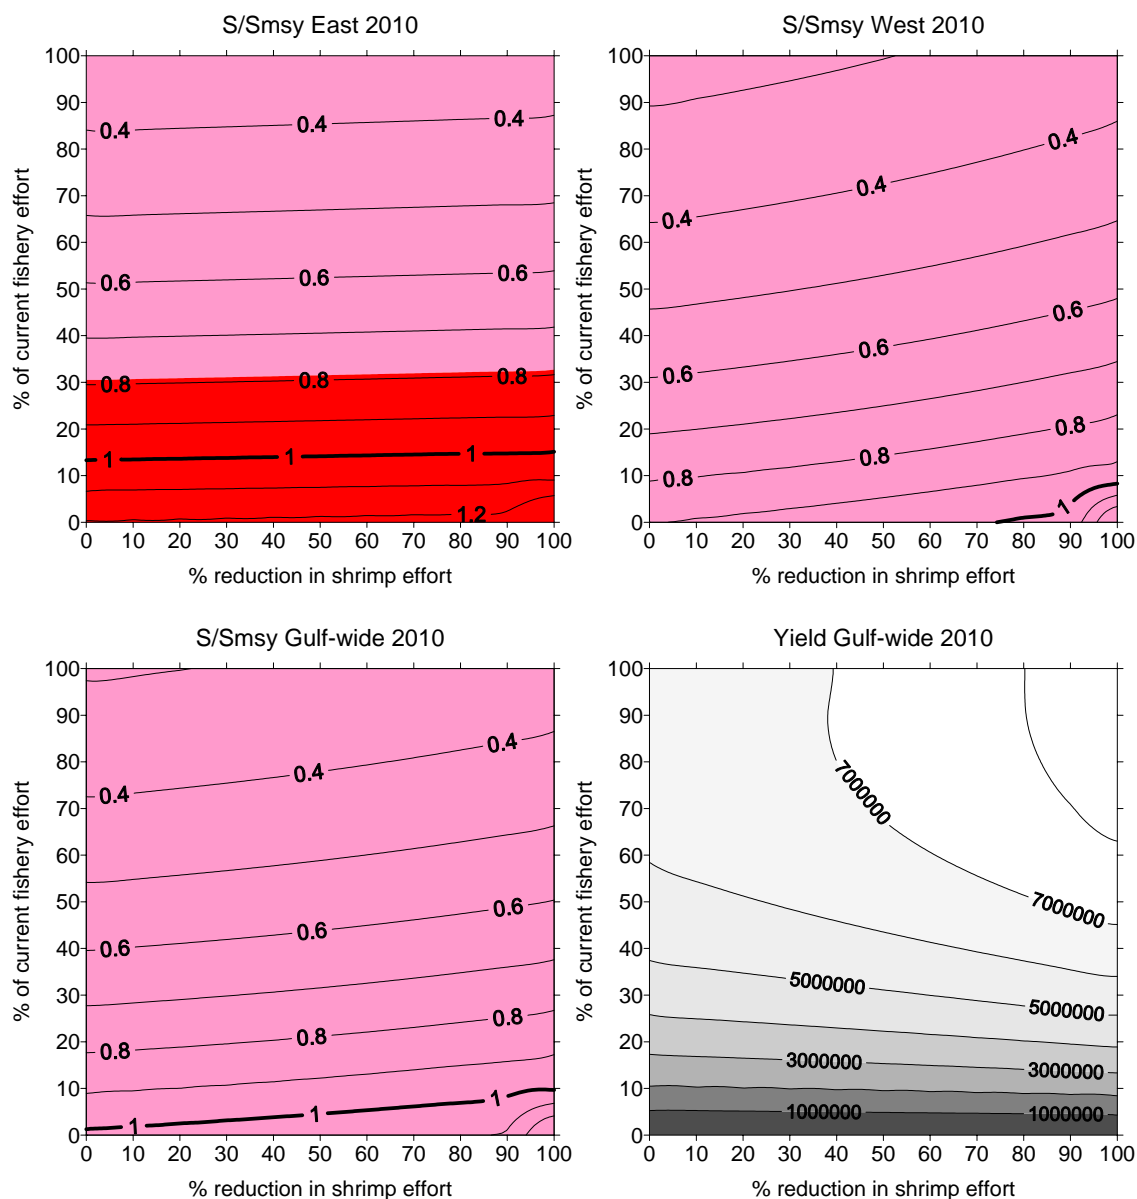 S/Smsy East 2010
100
90
80
70
60
50
40
30
20
10
0
% of current fishery effort
0.4 0.4 0.4
0.6 0.6 0.6
0.8 0.8 0.8
1 1 1
1.2
0 10 20 30 40 50 60 70 80 90 100
% reduction in shrimp effort
S/Smsy West 2010
100
90
80
70
60
50
40
30
20
10
0
% of current fishery effort
0.4 0.4 0.4
0.6 0.6 0.6
0.8 0.8 0.8
1
0 10 20 30 40 50 60 70 80 90 100
% reduction in shrimp effort
S/Smsy Gulf-wide 2010
100
90
80
70
60
50
40
30
20
10
0
% of current fishery effort
0.4 0.4 0.4
0.6 0.6 0.6
0.8 0.8 0.8
1 1 1
0 10 20 30 40 50 60 70 80 90 100
% reduction in shrimp effort
Yield Gulf-wide 2010
100
90
80
70
60
50
40
30
20
10
0
% of current fishery effort
7000000
7000000
5000000 5000000
3000000 3000000
1000000 1000000
0 10 20 30 40 50 60 70 80 90 100
% reduction in shrimp effort